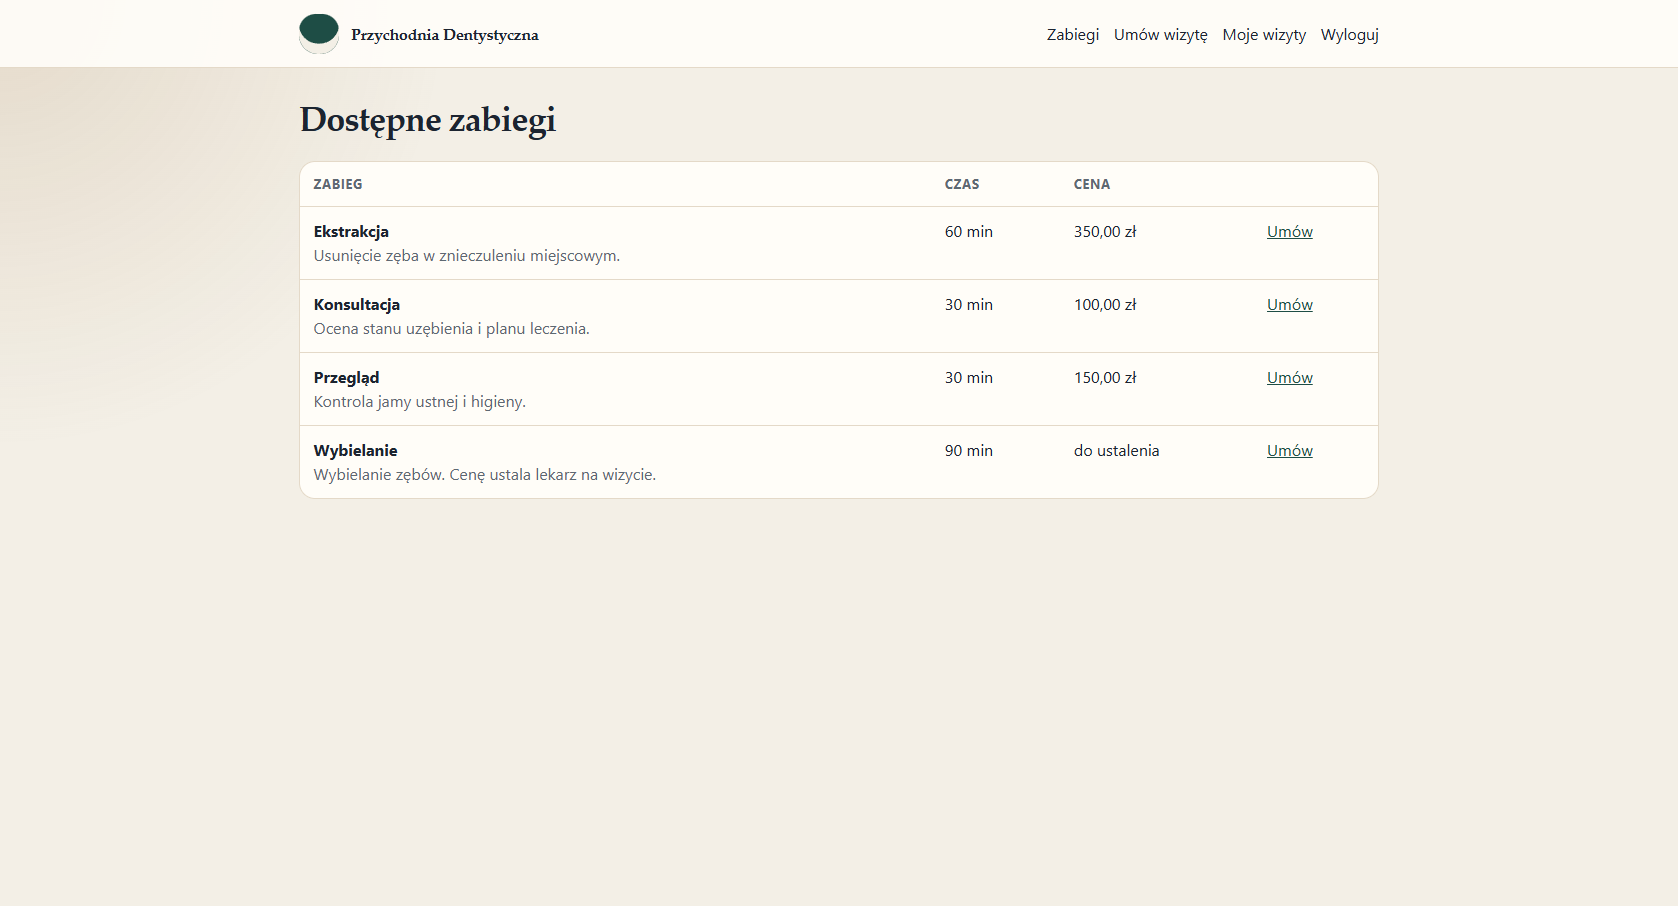 Przychodnia Dentystyczna
Zabiegi Umów wizytę Moje wizyty Wyloguj
Dostępne zabiegi
ZABIEG CZAS CENA
Ekstrakcja 60 min 350,00 zł Umów
Usunięcie zęba w znieczuleniu miejscowym.
Konsultacja 30 min 100,00 zł Umów
Ocena stanu uzębienia i planu leczenia.
Przegląd 30 min 150,00 zł Umów
Kontrola jamy ustnej i higieny.
Wybielanie 90 min do ustalenia Umów
Wybielanie zębów. Cenę ustala lekarz na wizycie.